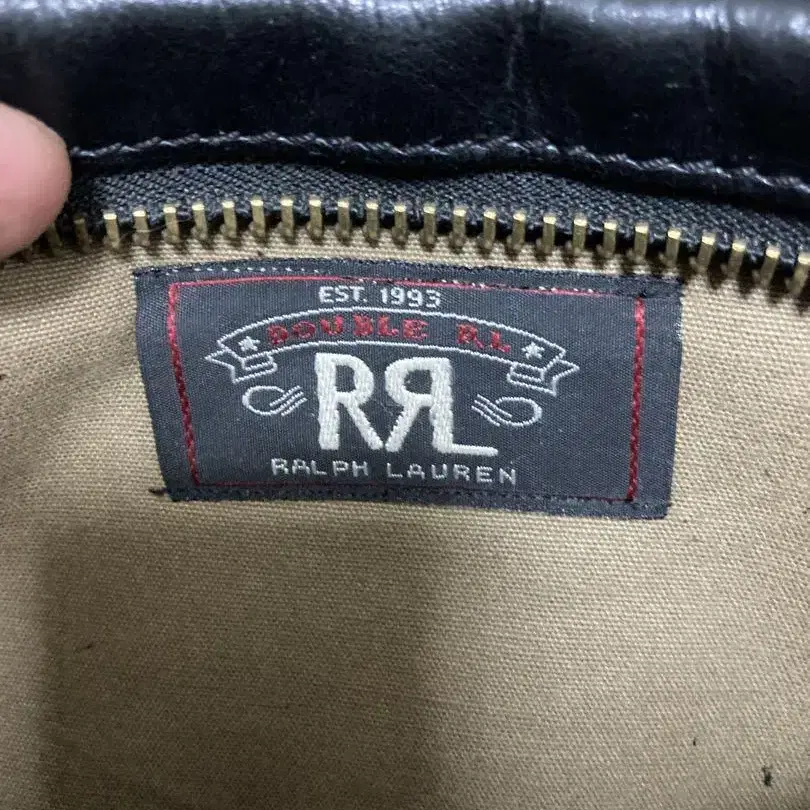 EST. 1993
DOUBLE RL
RRL
RALPH LAUREN